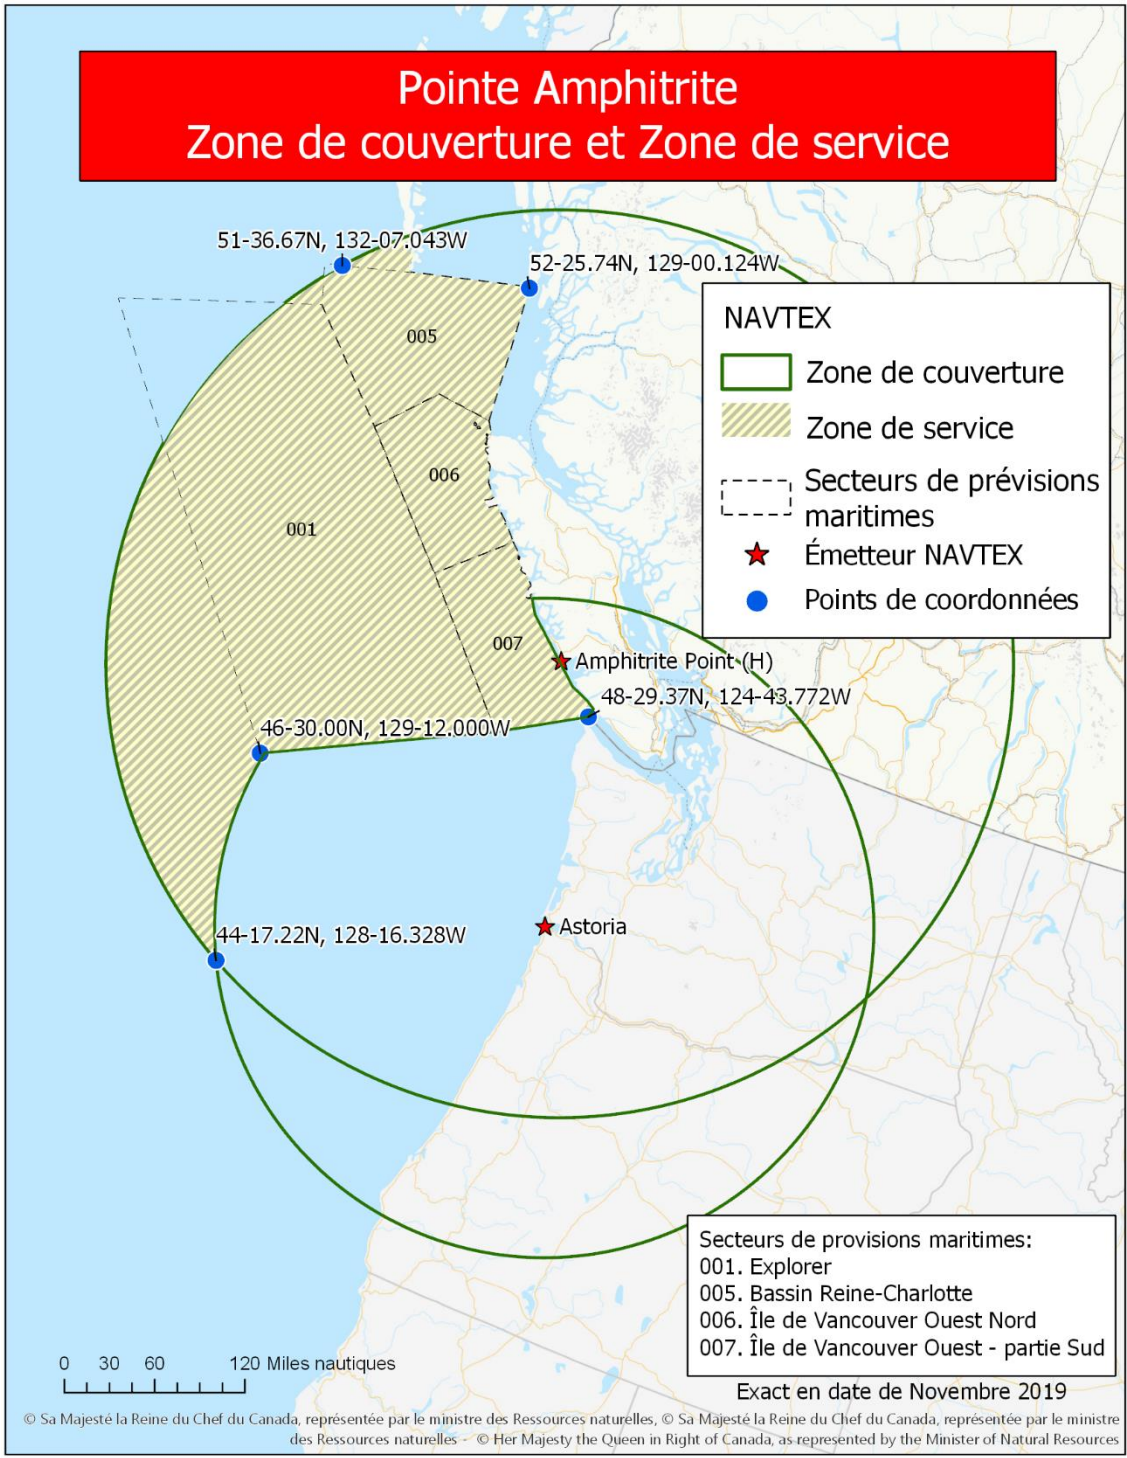 Pointe Amphitrite
Zone de couverture et Zone de service
51-36.67N, 132-07.043W
52-25.74N, 129-00.124W
NAVTEX
Zone de couverture
Zone de service
Secteurs de prévisions
maritimes
Émetteur NAVTEX
Points de coordonnées
005
006
001
007
Amphitrite Point (H)
48-29.37N, 124-43.772W
46-30.00N, 129-12.000W
Astoria
44-17.22N, 128-16.328W
Secteurs de provisions maritimes:
001. Explorer
005. Bassin Reine-Charlotte
006. Île de Vancouver Ouest Nord
007. Île de Vancouver Ouest - partie Sud
0 30 60 120 Miles nautiques
Exact en date de Novembre 2019
© Sa Majesté la Reine du Chef du Canada, représentée par le ministre des Ressources naturelles, © Sa Majesté la Reine du Chef du Canada, représentée par le ministre
des Ressources naturelles - © Her Majesty the Queen in Right of Canada, as represented by the Minister of Natural Resources